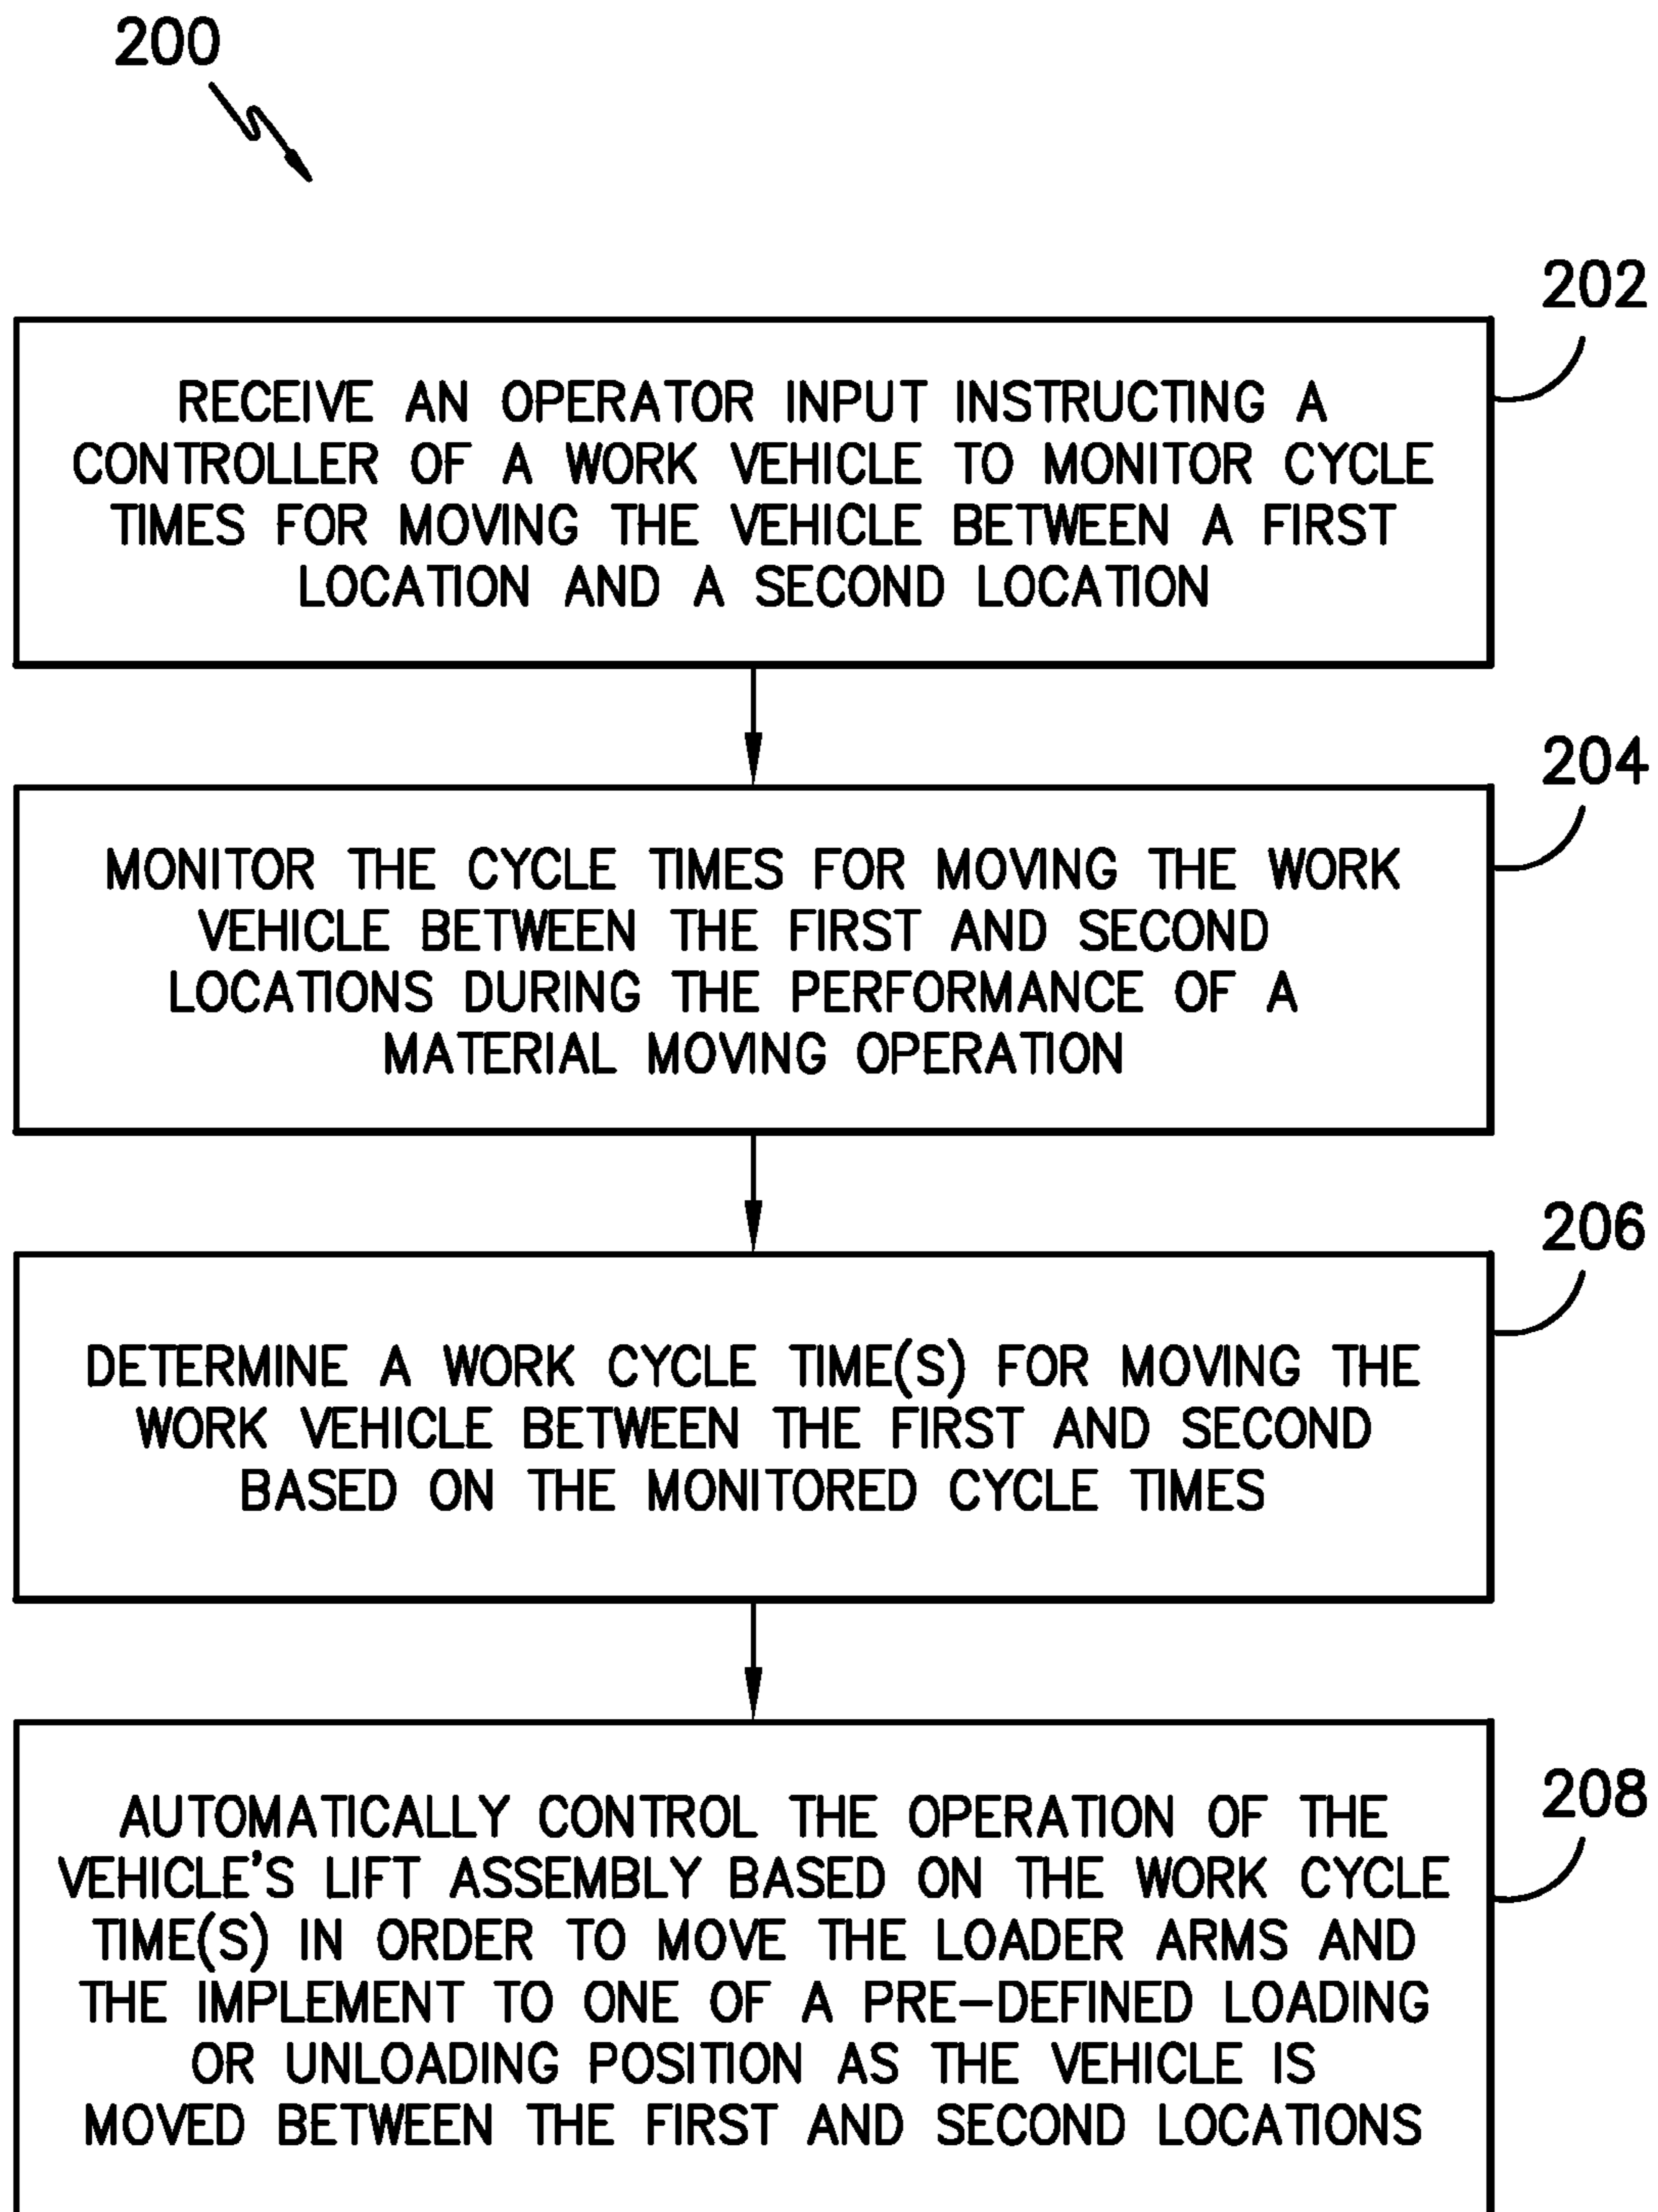 200
202
RECEIVE AN OPERATOR INPUT INSTRUCTING A
CONTROLLER OF A WORK VEHICLE TO MONITOR CYCLE
TIMES FOR MOVING THE VEHICLE BETWEEN A FIRST
LOCATION AND A SECOND LOCATION
204
MONITOR THE CYCLE TIMES FOR MOVING THE WORK
VEHICLE BETWEEN THE FIRST AND SECOND
LOCATIONS DURING THE PERFORMANCE OF A
MATERIAL MOVING OPERATION
206
DETERMINE A WORK CYCLE TIME(S) FOR MOVING THE
WORK VEHICLE BETWEEN THE FIRST AND SECOND
BASED ON THE MONITORED CYCLE TIMES
208
AUTOMATICALLY CONTROL THE OPERATION OF THE
VEHICLE'S LIFT ASSEMBLY BASED ON THE WORK CYCLE
TIME(S) IN ORDER TO MOVE THE LOADER ARMS AND
THE IMPLEMENT TO ONE OF A PRE-DEFINED LOADING
OR UNLOADING POSITION AS THE VEHICLE IS
MOVED BETWEEN THE FIRST AND SECOND LOCATIONS